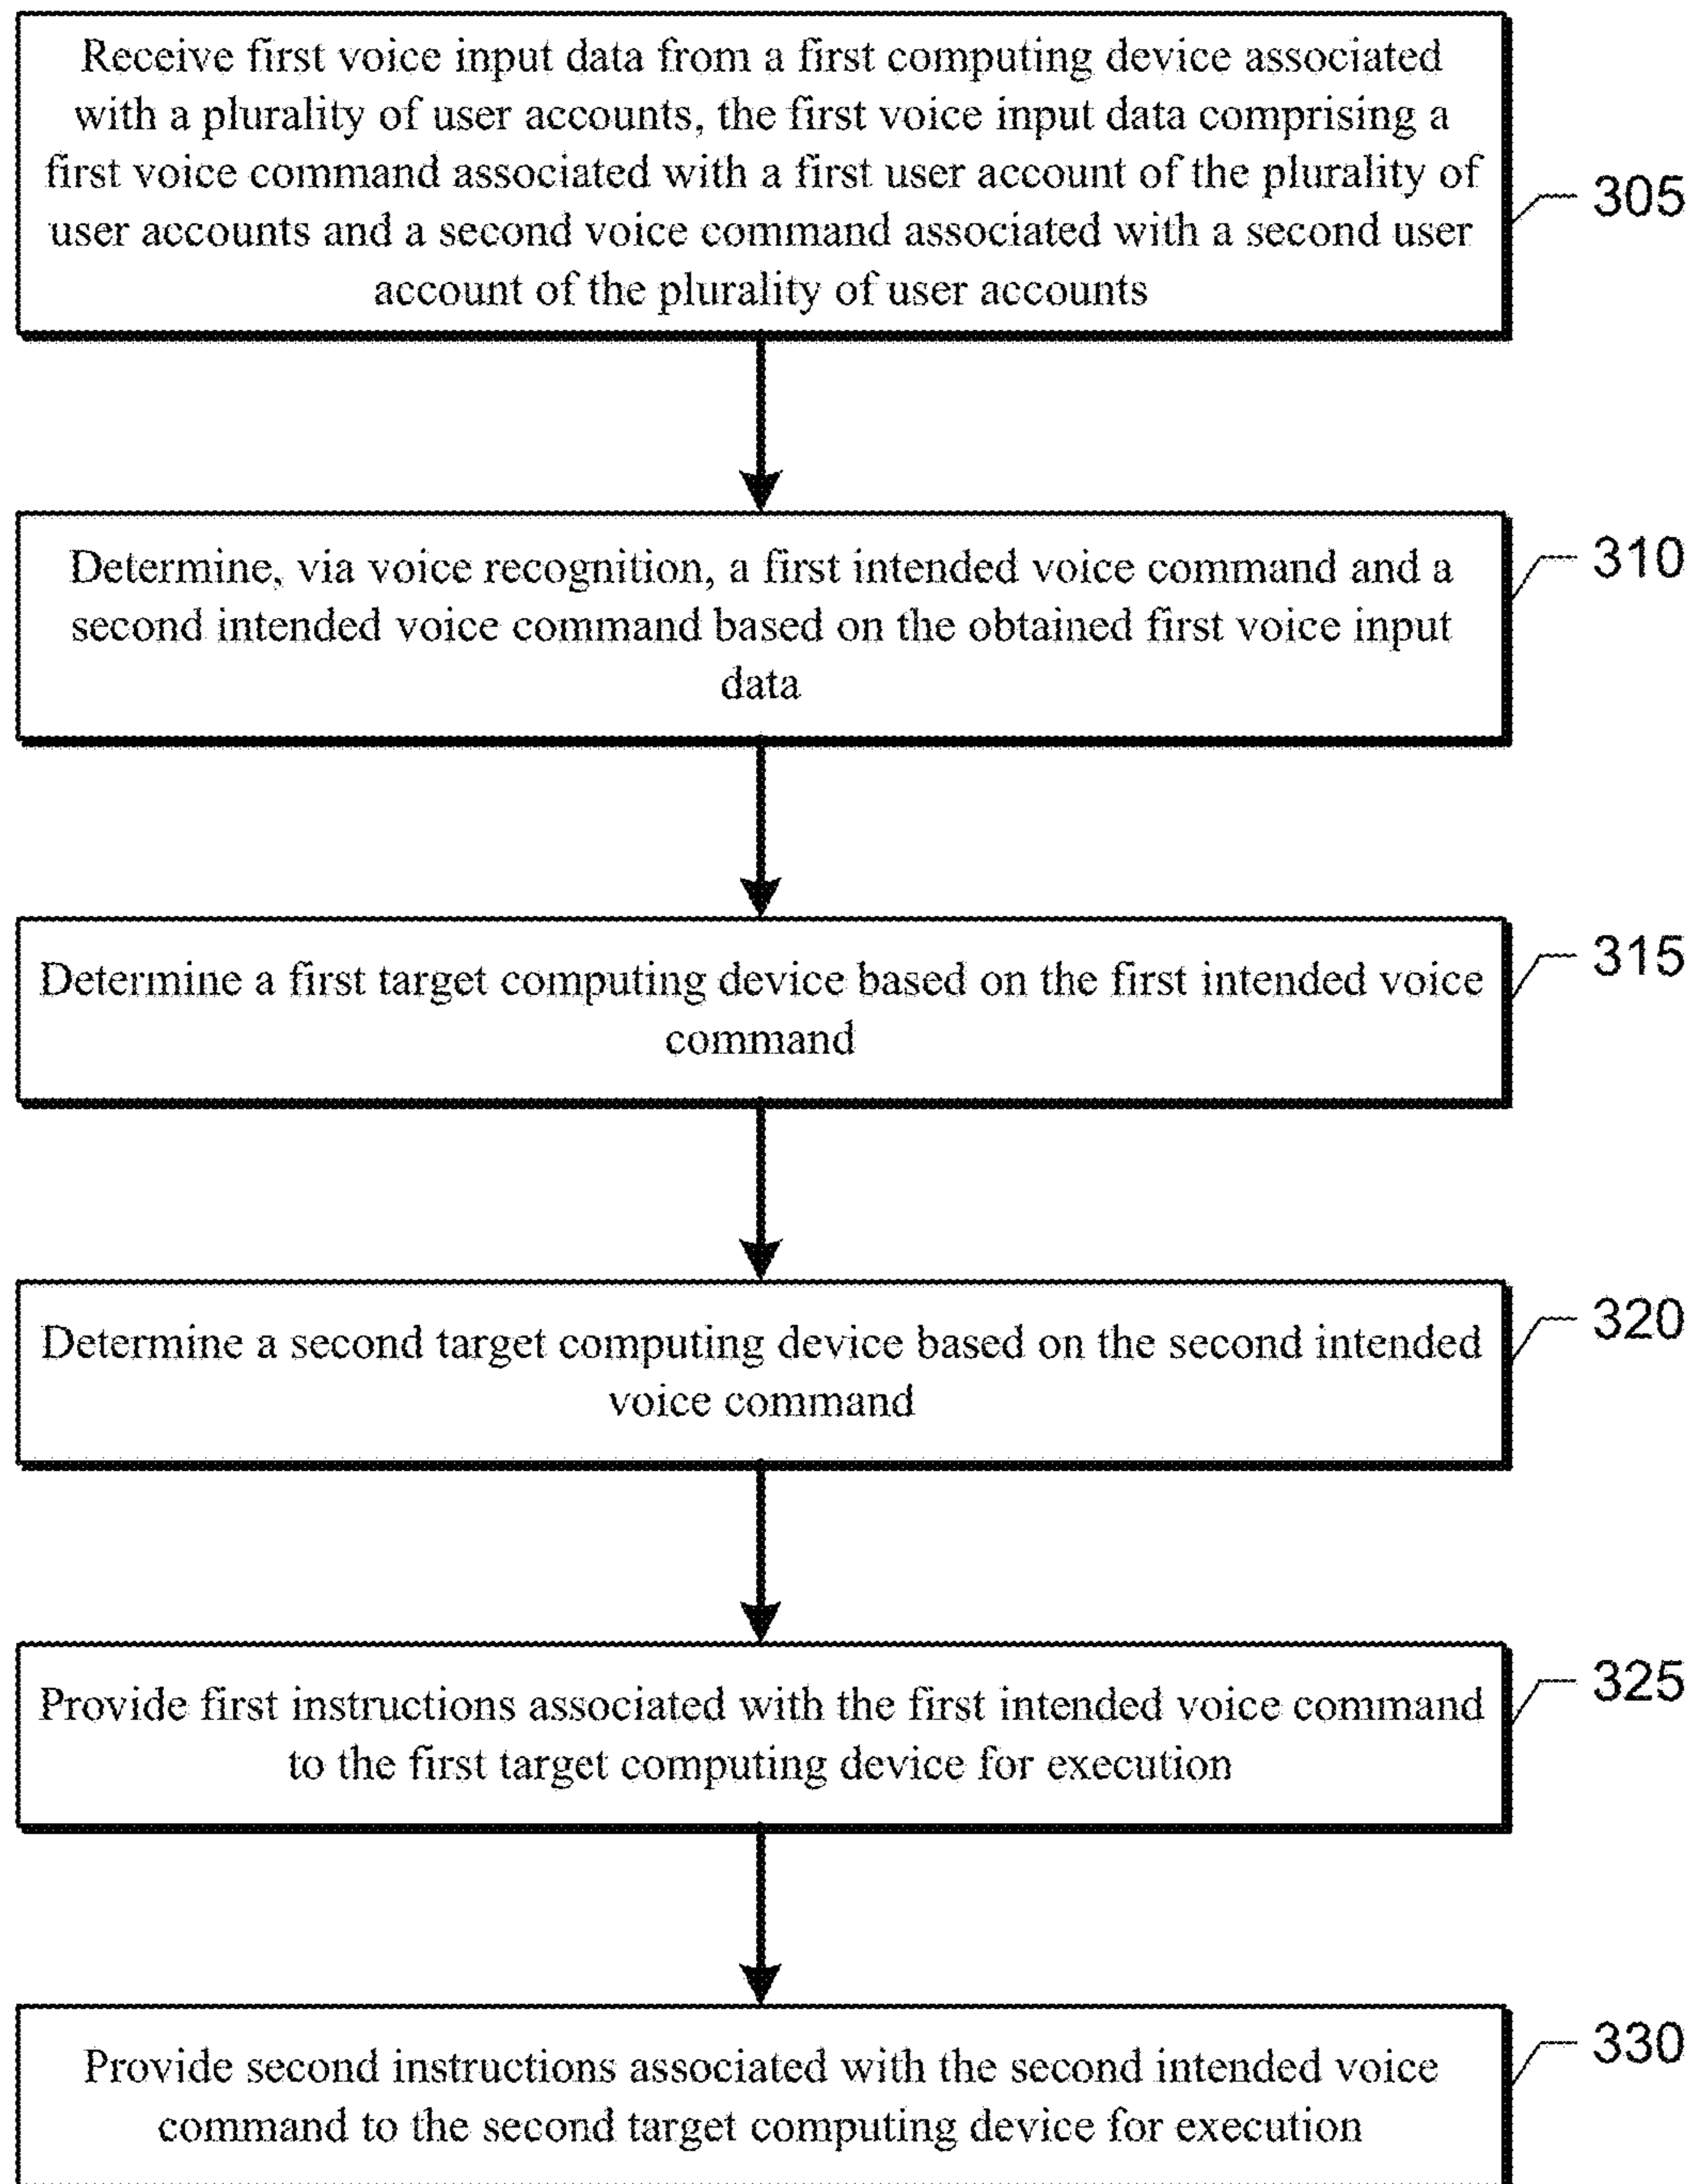 Receive first voice input data from a first computing device associated
with a plurality of user accounts, the first voice input data comprising a
first voice command associated with a first user account of the plurality of
user accounts and a second voice command associated with a second user
account of the plurality of user accounts
305
Determine, via voice recognition, a first intended voice command and a
second intended voice command based on the obtained first voice input
data
310
Determine a first target computing device based on the first intended voice
command
315
Determine a second target computing device based on the second intended
voice command
320
Provide first instructions associated with the first intended voice command
to the first target computing device for execution
325
Provide second instructions associated with the second intended voice
command to the second target computing device for execution
330